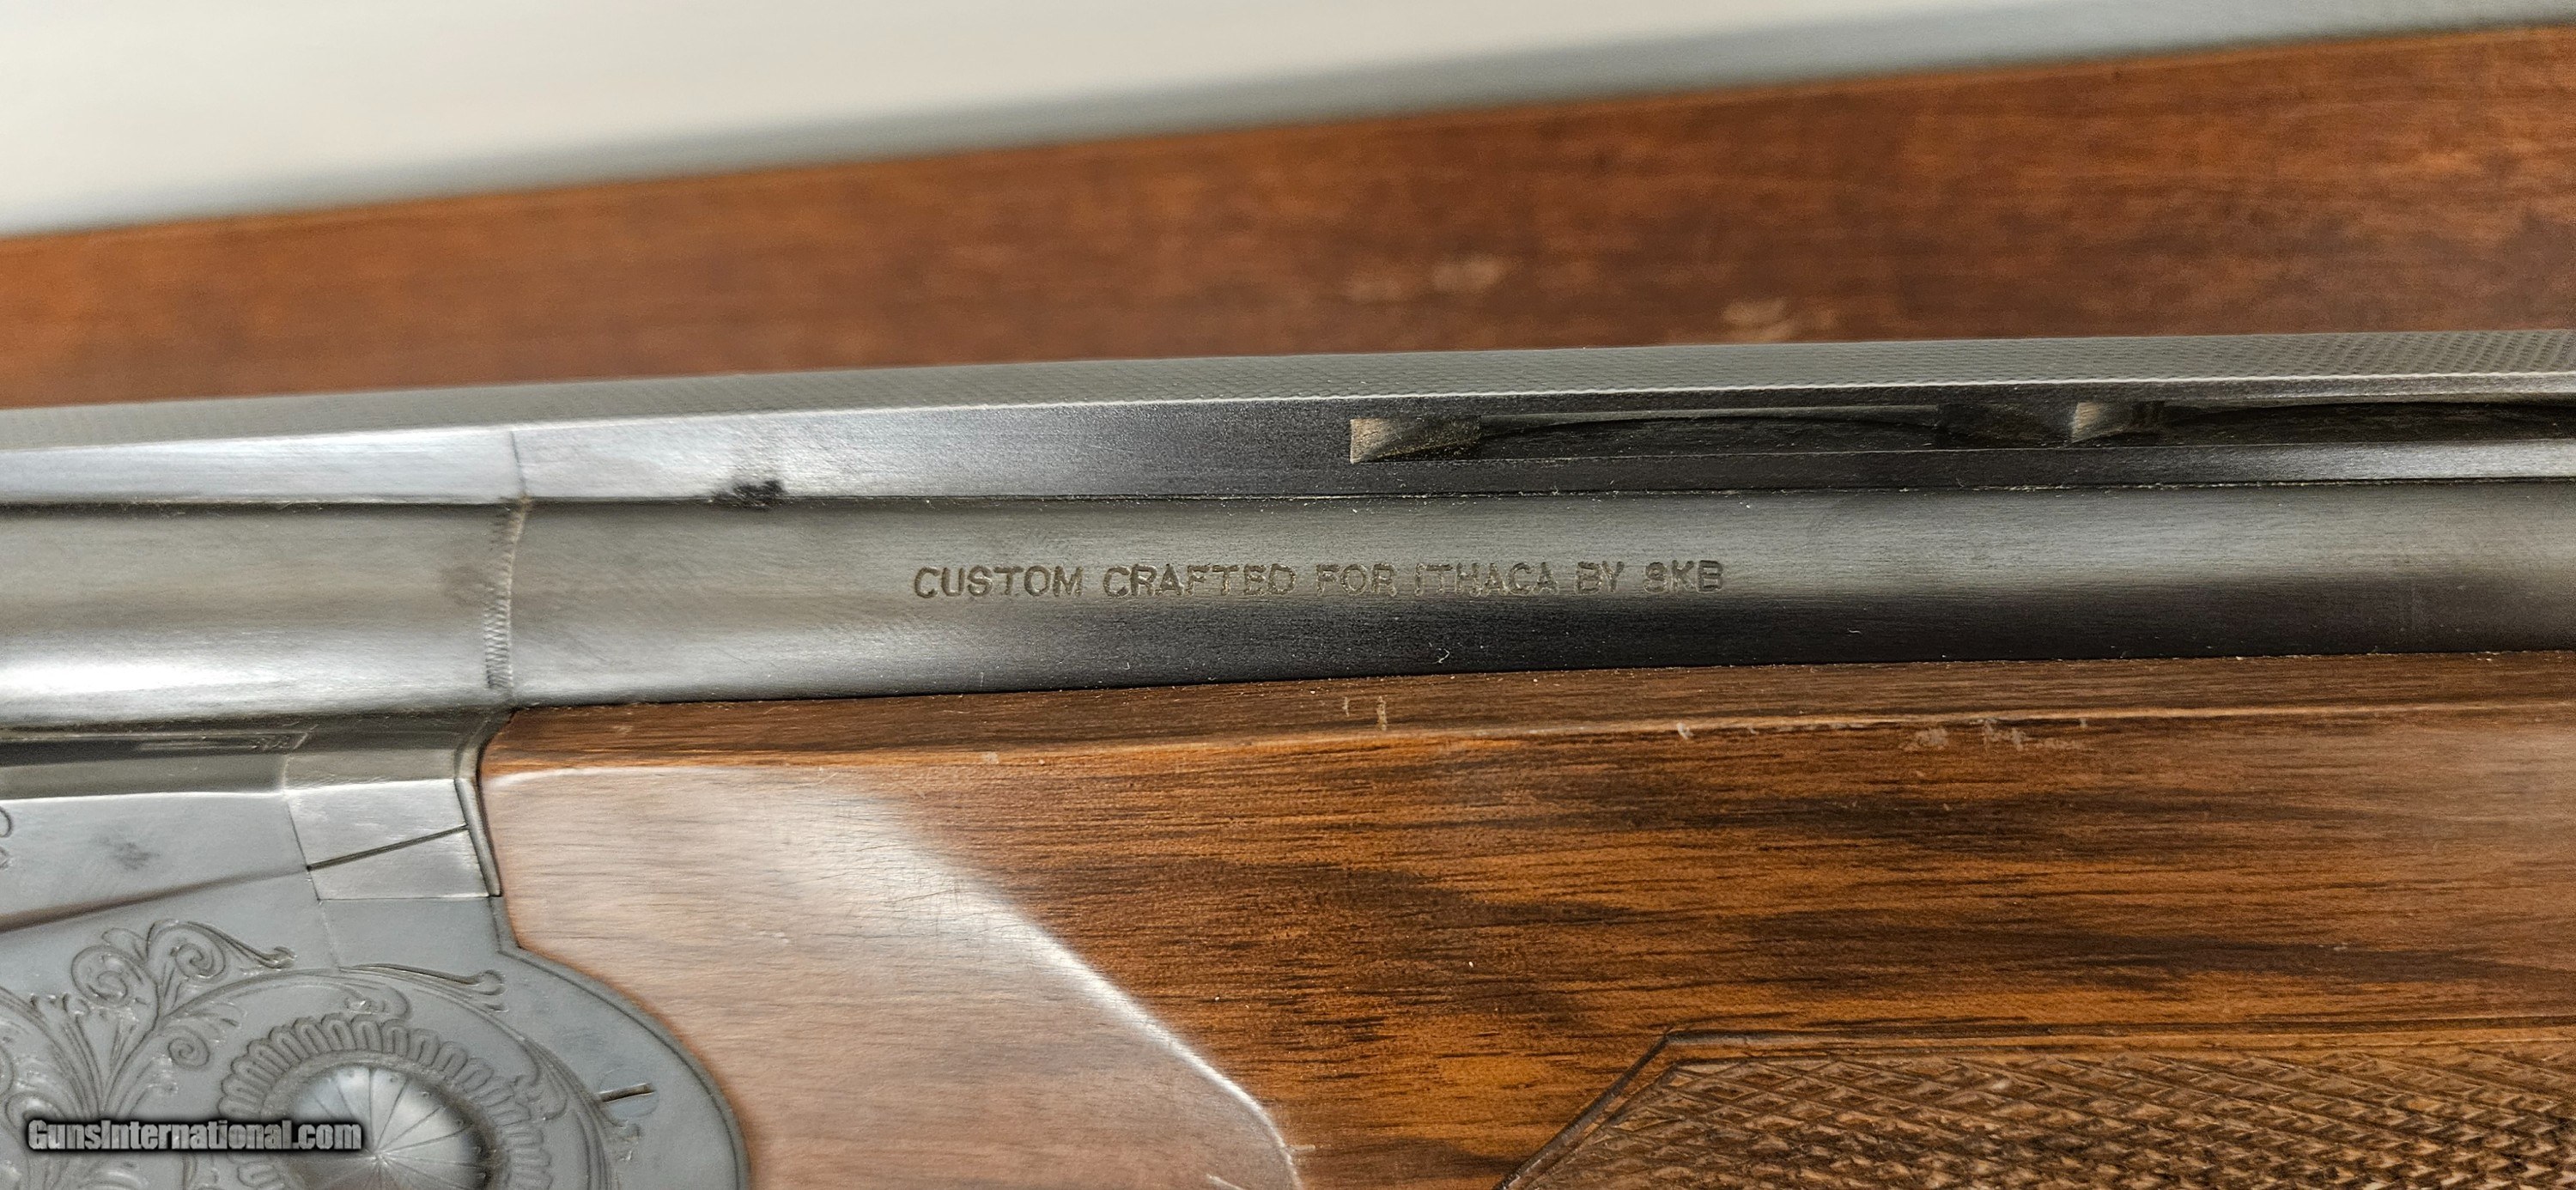 CUSTOM CRAFTED FOR ITHACA BY SKB
GunsInternational.com